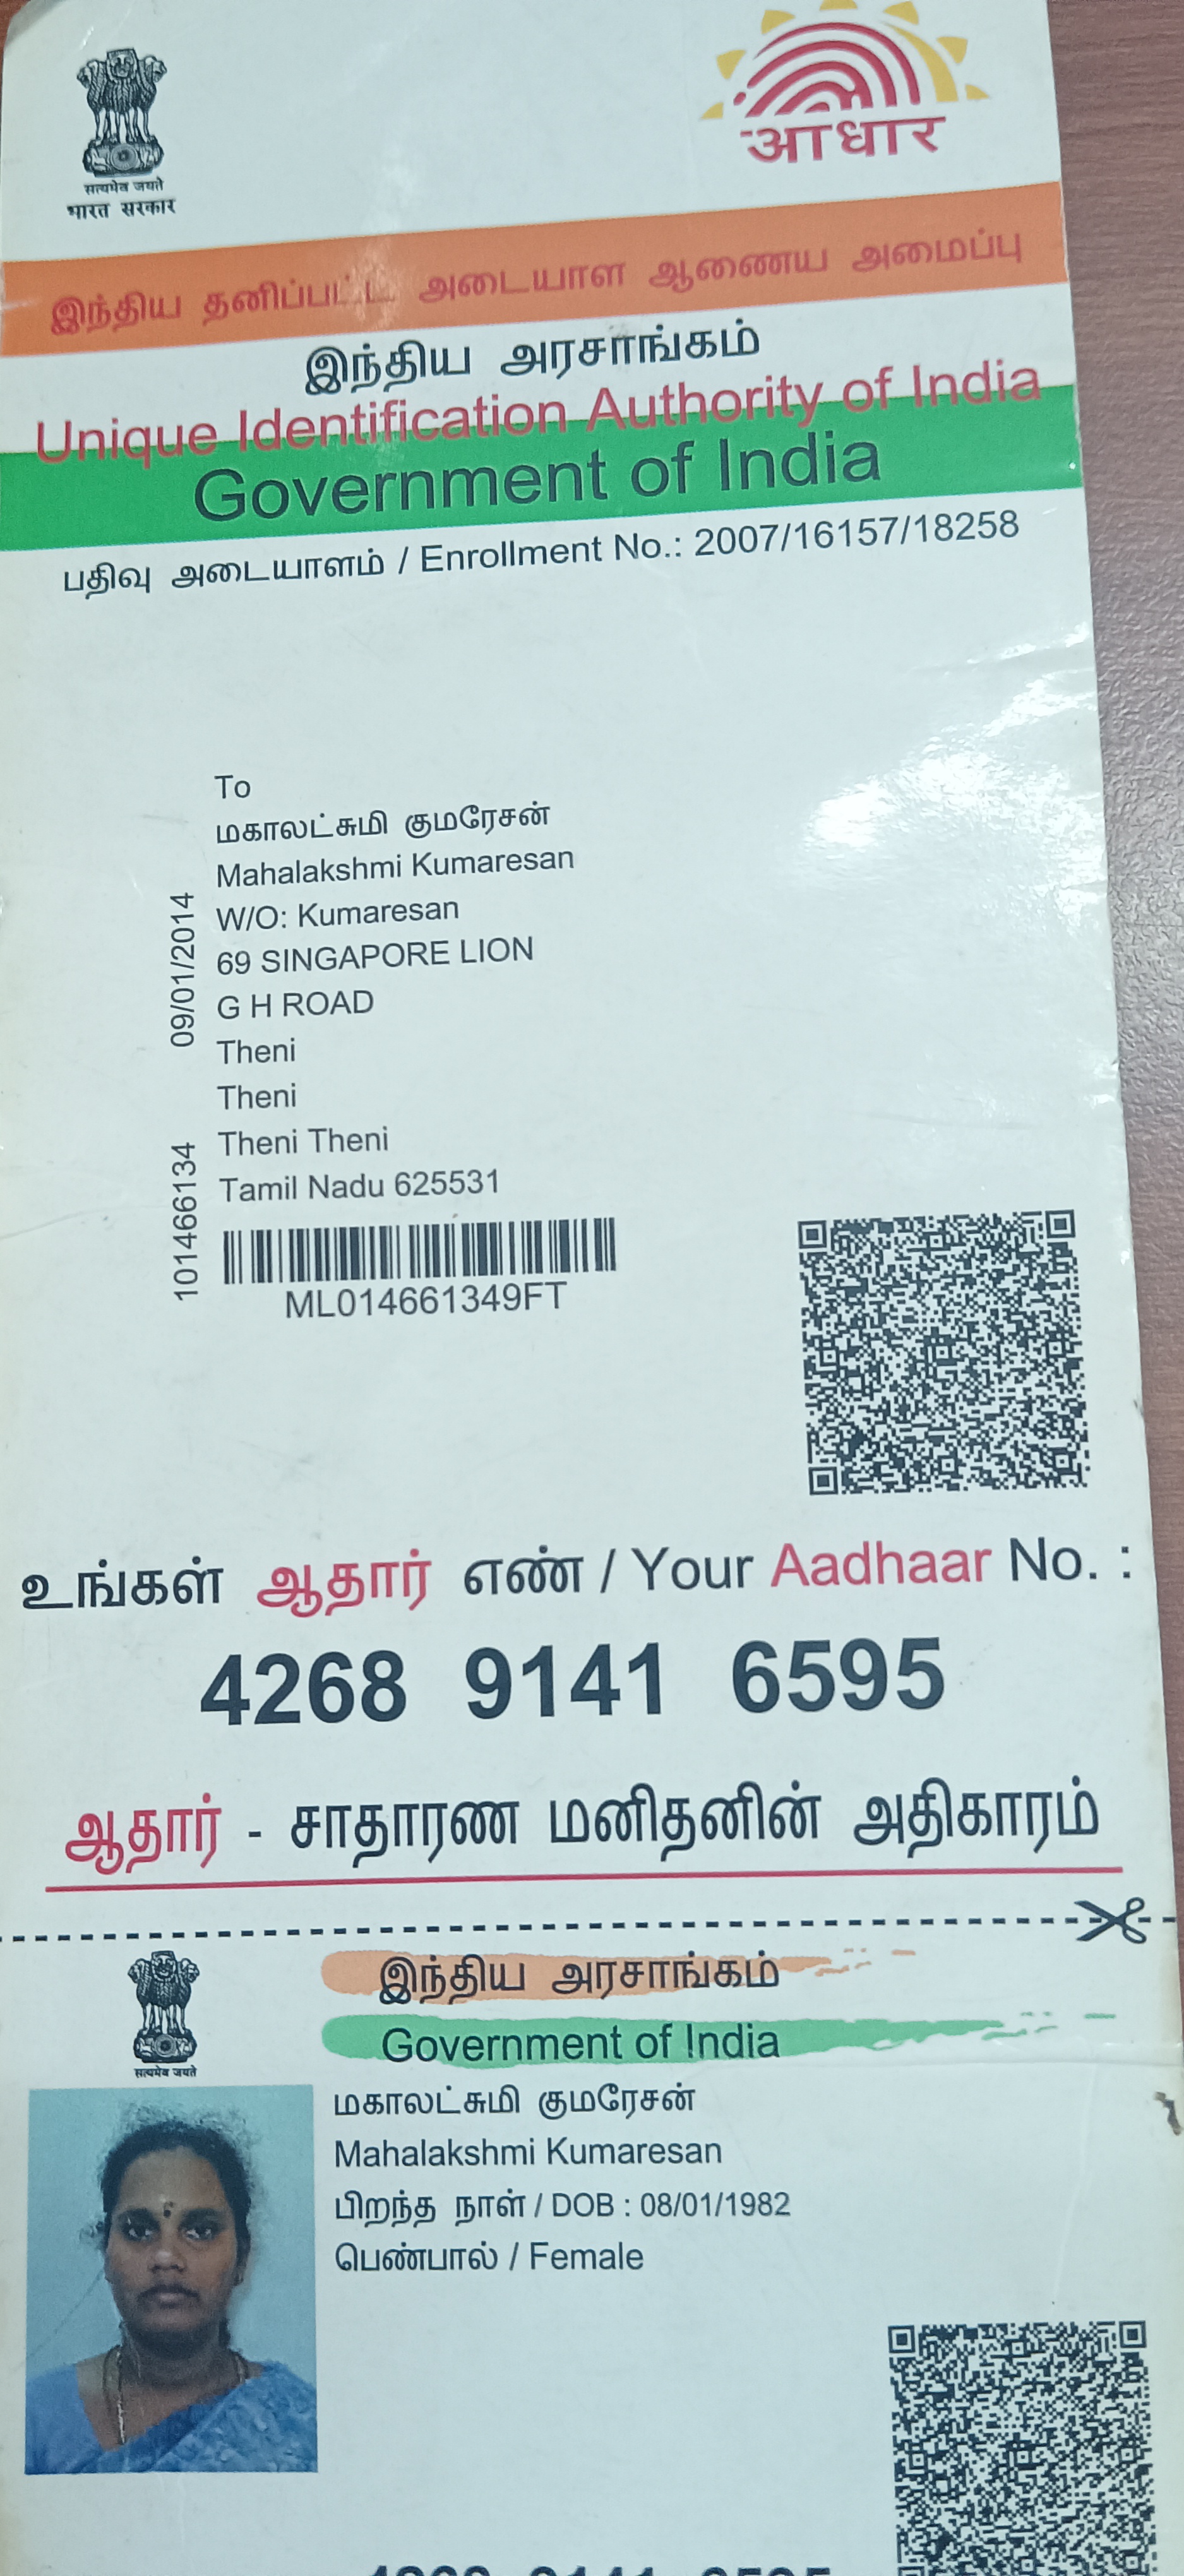 आधार
सत्यमेव जयते
भारत सरकार
இந்திய அடையாள ஆணைய அமைப்பு
இந்திய அரசாங்கம்
Unique Identification Authority of India
Government of India
பதிவு அடையாளம் / Enrollment No.: 2007/16157/18258
To
மகாலட்சுமி குமரேசன்
Mahalakshmi Kumaresan
W/O: Kumaresan
69 SINGAPORE LION
G H ROAD
Theni
Theni
Theni Theni
Tamil Nadu 625531
09/01/2014
101466134
ML014661349FT
உங்கள் ஆதார் எண் / Your Aadhaar No. :
4268 9141 6595
ஆதார் - சாதாரண மனிதனின் அதிகாரம்
இந்திய அரசாங்கம்
Government of India
सत्यमेव जयते
மகாலட்சுமி குமரேசன்
Mahalakshmi Kumaresan
பிறந்த நாள் / DOB : 08/01/1982
பெண்பால் / Female